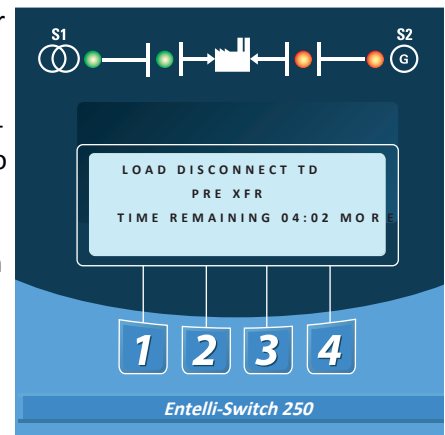 S1 S2
G
LOAD DISCONNECT TD
PRE XFR
TIME REMAINING 04:02 MORE
1 2 3 4
Entelli-Switch 250